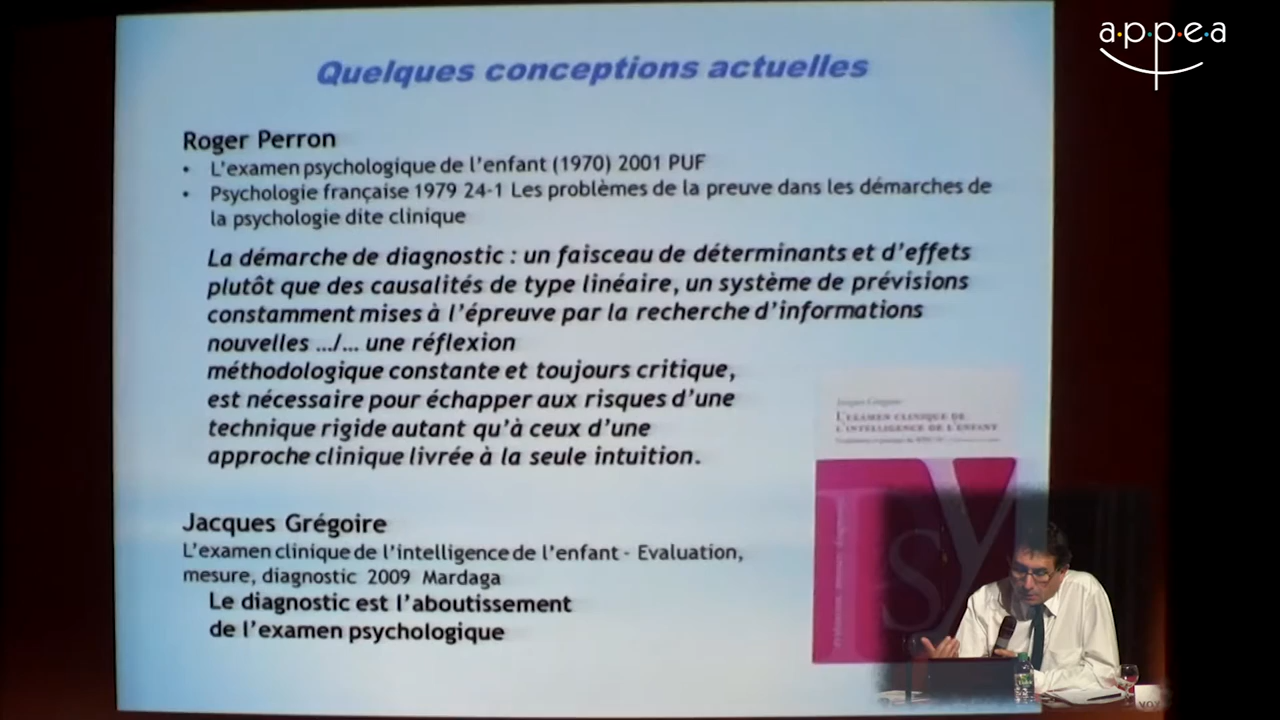 a·p·p·e·a
Quelques conceptions actuelles
Roger Perron
• L'examen psychologique de l'enfant (1970) 2001 PUF
• Psychologie française 1979 24-1 Les problèmes de la preuve dans les démarches de
la psychologie dite clinique
La démarche de diagnostic : un faisceau de déterminants et d'effets
plutôt que des causalités de type linéaire, un système de prévisions
constamment mises à l'épreuve par la recherche d'informations
nouvelles …/… une réflexion
méthodologique constante et toujours critique,
est nécessaire pour échapper aux risques d'une
technique rigide autant qu'à ceux d'une
approche clinique livrée à la seule intuition.
Jacques Grégoire
L'EXAMEN CLINIQUE DE
L'INTELLIGENCE DE L'ENFANT
Psy
Jacques Grégoire
L'examen clinique de l'intelligence de l'enfant - Evaluation,
mesure, diagnostic 2009 Mardaga
Le diagnostic est l'aboutissement
de l'examen psychologique